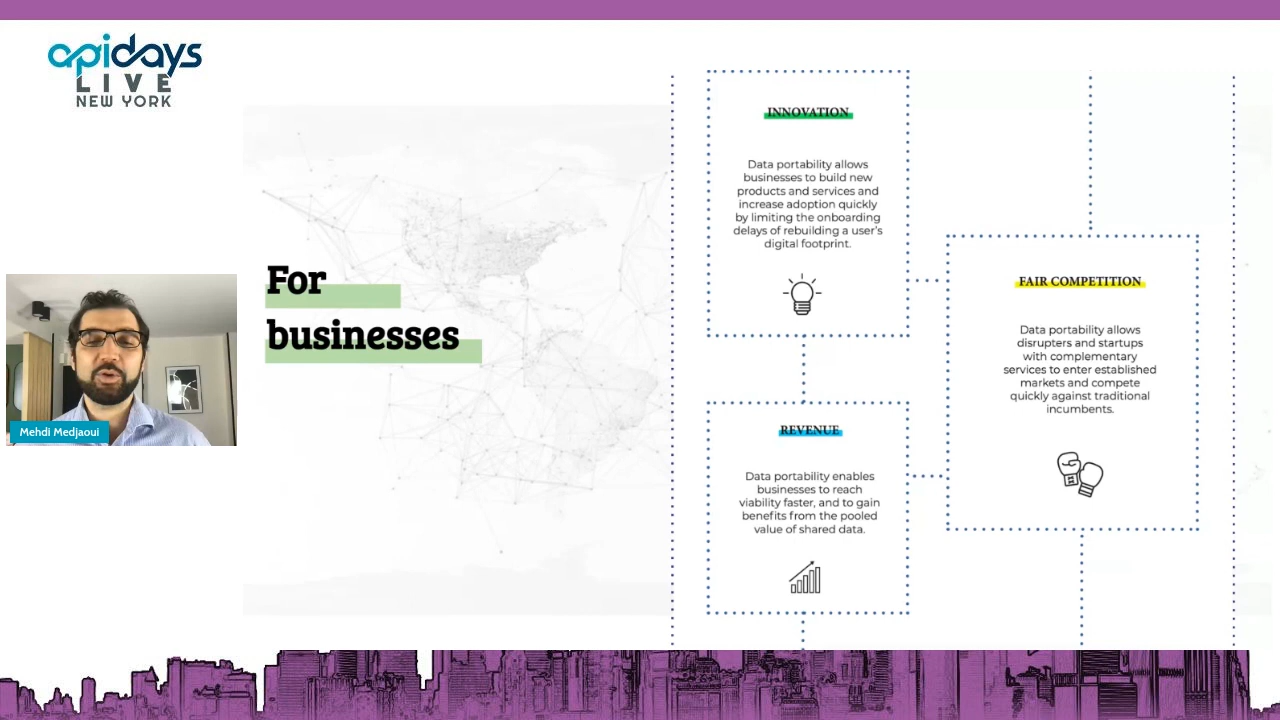 apidays
LIVE
NEW YORK
For
businesses
Mehdi Medjaoui
INNOVATION
Data portability allows
businesses to build new
products and services and
increase adoption quickly
by limiting the onboarding
delays of rebuilding a user's
digital footprint.
REVENUE
Data portability enables
businesses to reach
viability faster, and to gain
benefits from the pooled
value of shared data.
FAIR COMPETITION
Data portability allows
disrupters and startups
with complementary
services to enter established
markets and compete
quickly against traditional
incumbents.